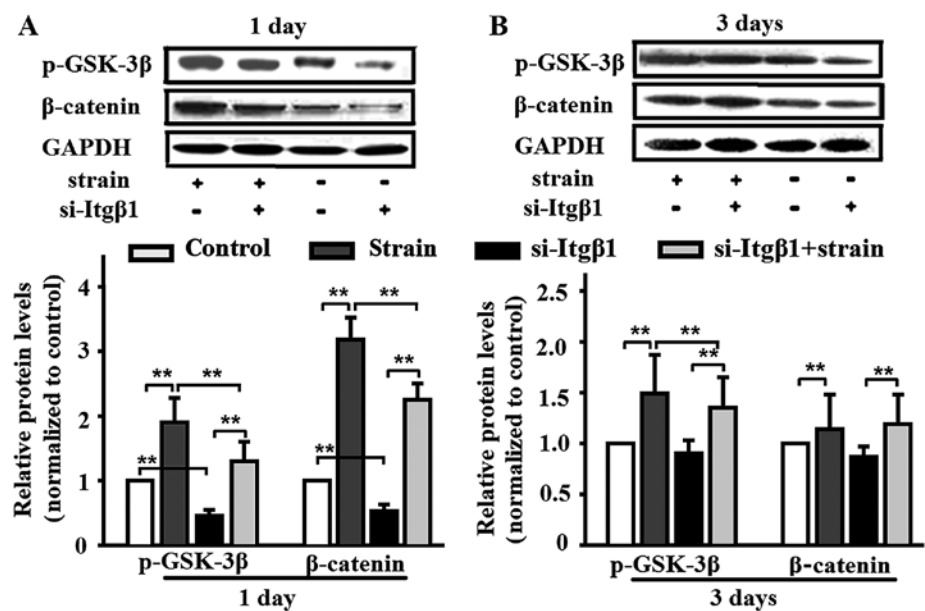 A
1 day
p-GSK-3β
β-catenin
GAPDH
strain + + - -
si-Itgβ1 - + - +
B
3 days
p-GSK-3β
β-catenin
GAPDH
strain + + - -
si-Itgβ1 - + - +
Control Strain si-Itgβ1 si-Itgβ1+strain
Relative protein levels
(normalized to control)
4
3
2
1
0
** ** ** **
** ** ** **
p-GSK-3β β-catenin
1 day
Relative protein levels
(normalized to control)
2.5
2.0
1.5
1.0
0.5
0
** ** **
** **
p-GSK-3β β-catenin
3 days